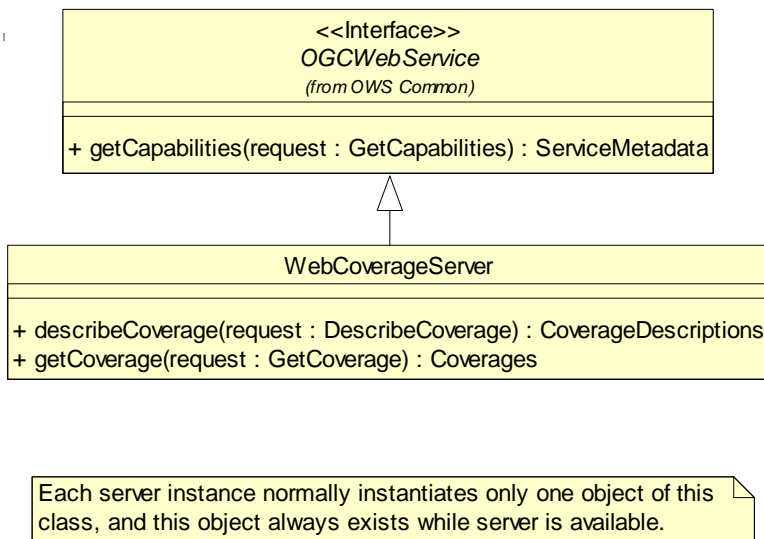 <<Interface>>
OGCWebService
(from OWS Common)
+ getCapabilities(request : GetCapabilities) : ServiceMetadata
WebCoverageServer
+ describeCoverage(request : DescribeCoverage) : CoverageDescriptions
+ getCoverage(request : GetCoverage) : Coverages
Each server instance normally instantiates only one object of this
class, and this object always exists while server is available.